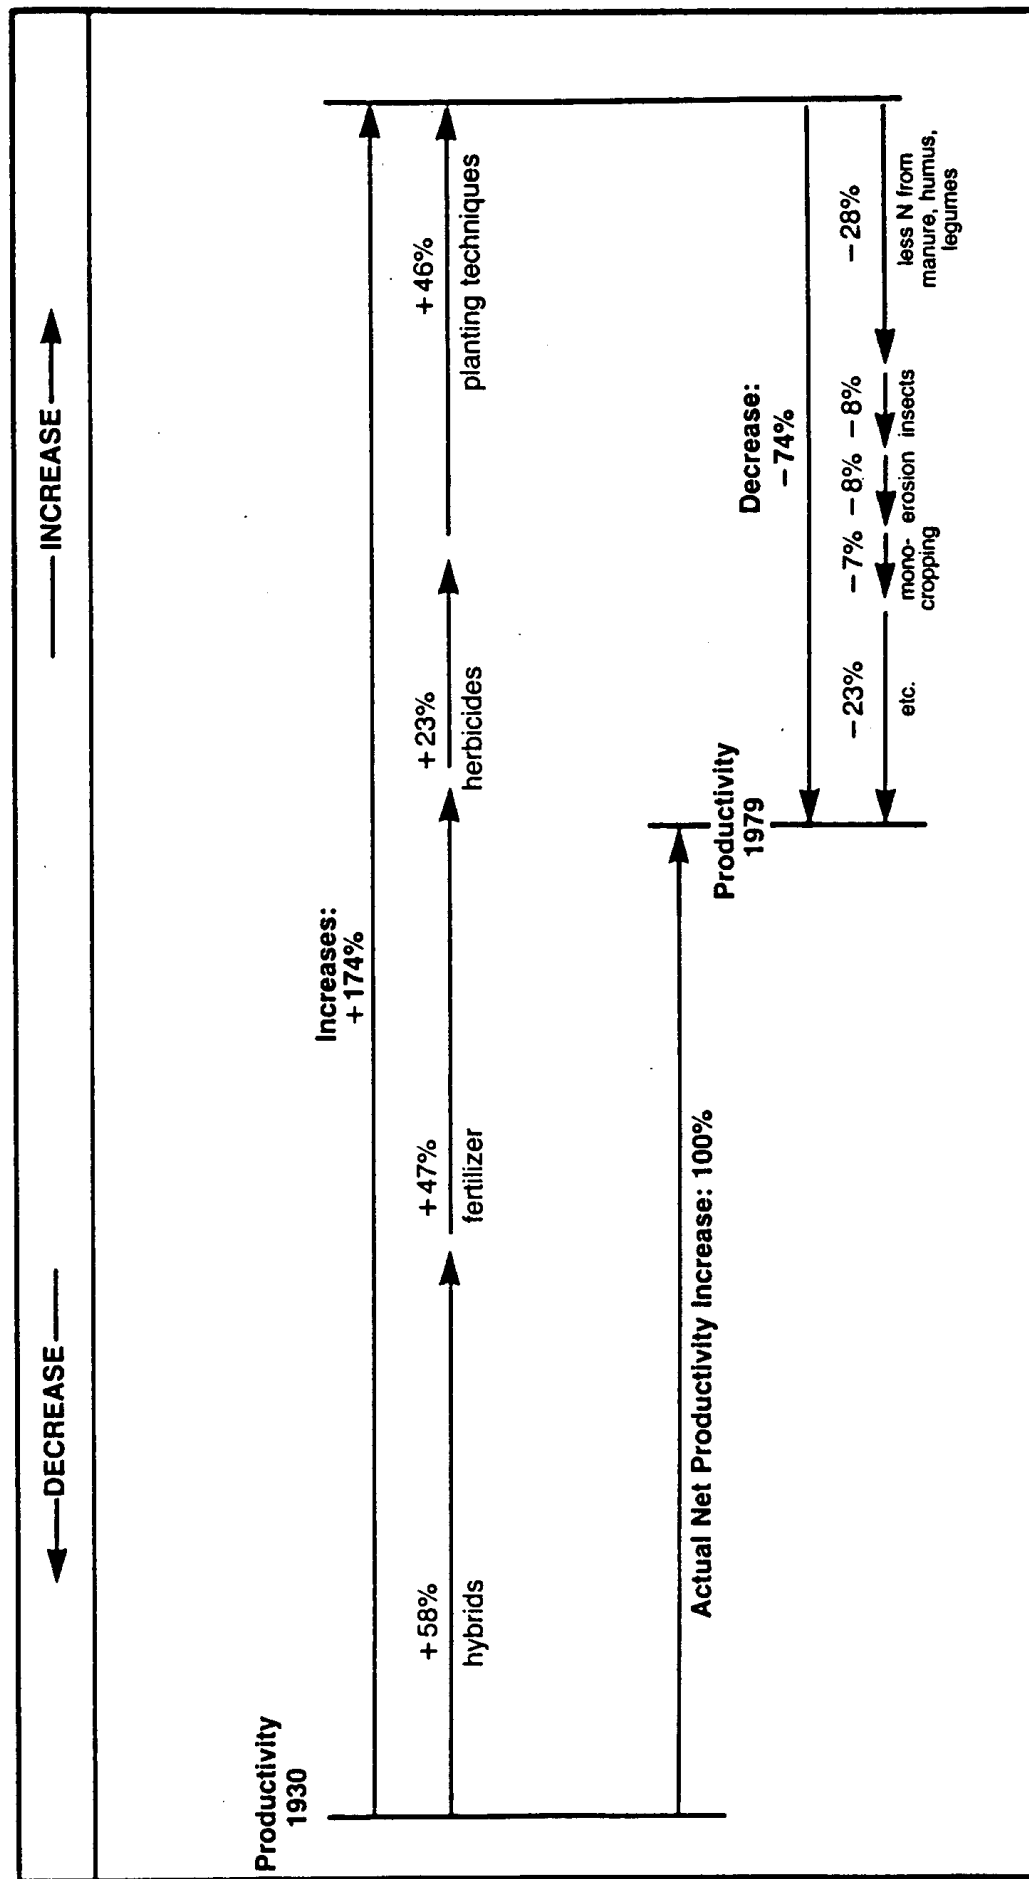 DECREASE
INCREASE
Productivity
1930
Increases:
+174%
+58%
+47%
+23%
+46%
hybrids
fertilizer
herbicides
planting techniques
Actual Net Productivity Increase: 100%
Productivity
1979
Decrease:
−74%
−23%
−7%
−8%
−8%
−28%
etc.
mono-
cropping
erosion
insects
less N from
manure, humus,
legumes